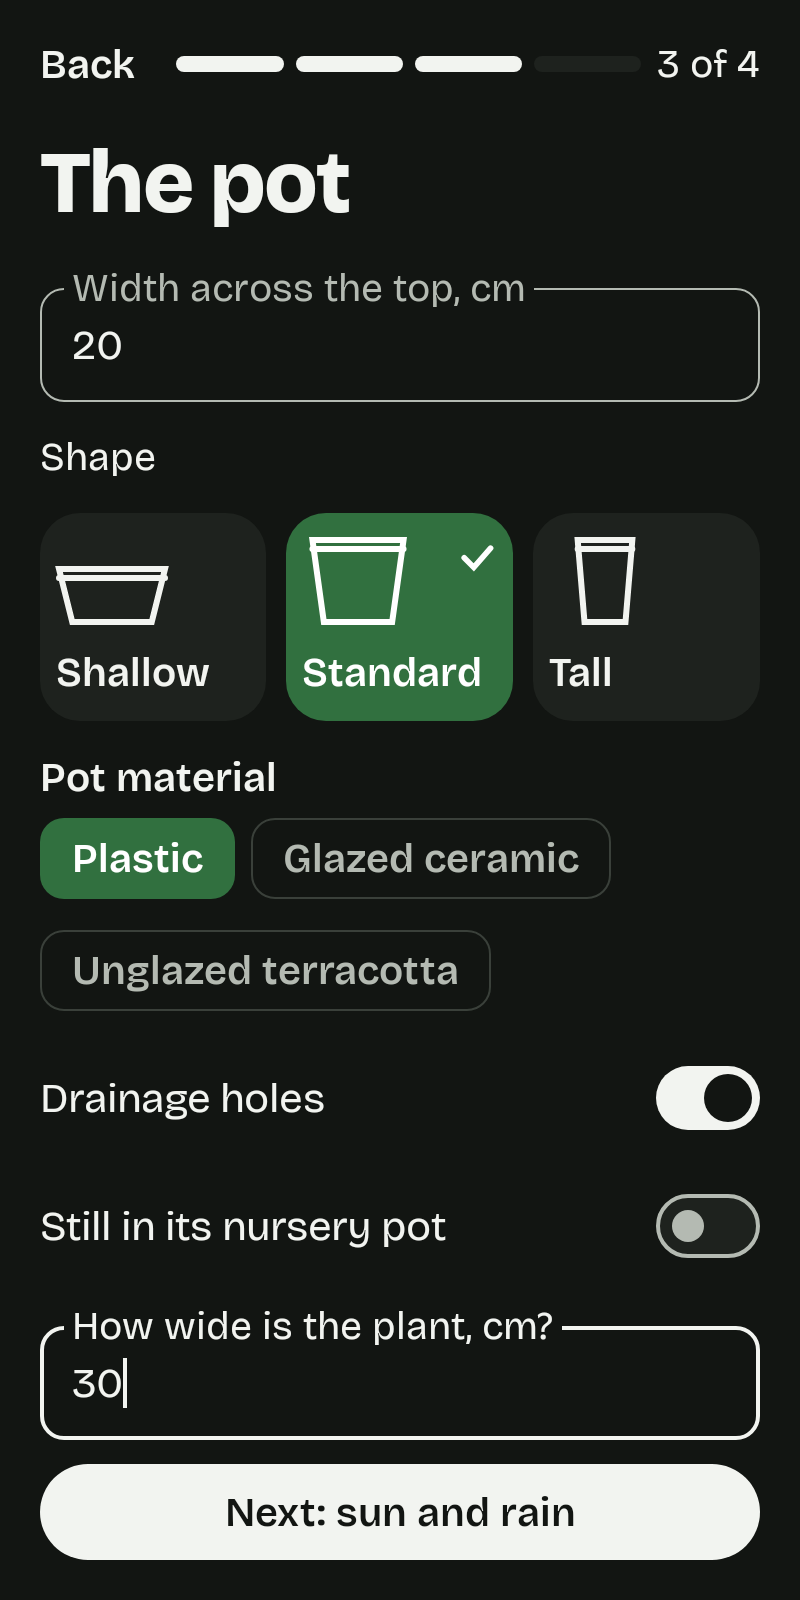 Back
3 of 4
The pot
Width across the top, cm
20
Shape
Shallow
Standard
Tall
Pot material
Plastic
Glazed ceramic
Unglazed terracotta
Drainage holes
Still in its nursery pot
How wide is the plant, cm?
30
Next: sun and rain